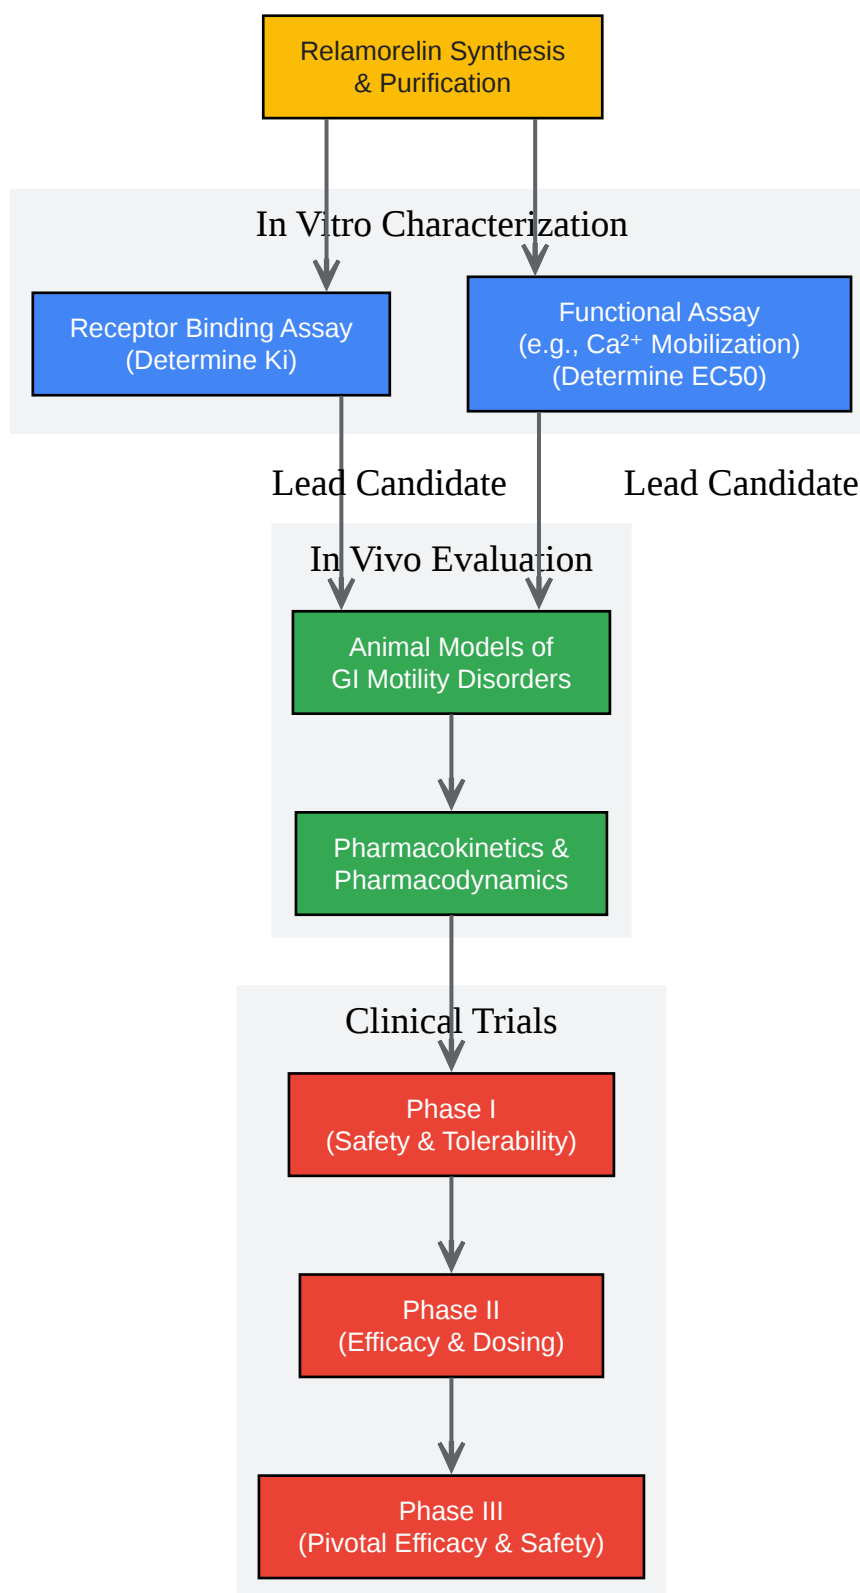 Relamorelin Synthesis
& Purification
In Vitro Characterization
Receptor Binding Assay
(Determine Ki)
Functional Assay
(e.g., Ca²⁺ Mobilization)
(Determine EC50)
Lead Candidate
Lead Candidate
In Vivo Evaluation
Animal Models of
GI Motility Disorders
Pharmacokinetics &
Pharmacodynamics
Clinical Trials
Phase I
(Safety & Tolerability)
Phase II
(Efficacy & Dosing)
Phase III
(Pivotal Efficacy & Safety)